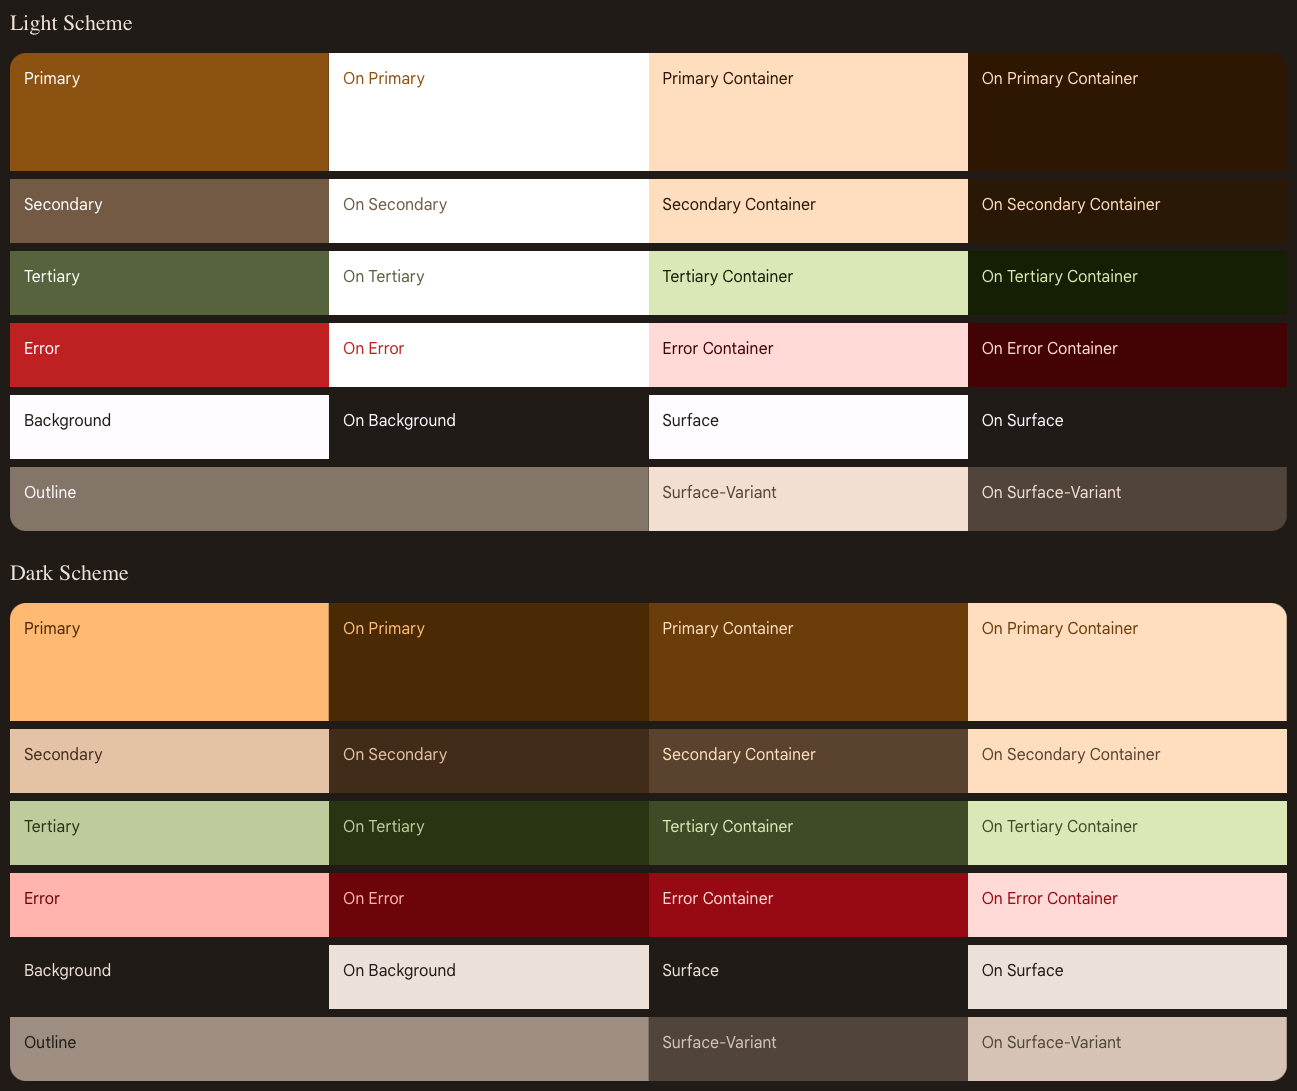 Light Scheme
Primary
On Primary
Primary Container
On Primary Container
Secondary
On Secondary
Secondary Container
On Secondary Container
Tertiary
On Tertiary
Tertiary Container
On Tertiary Container
Error
On Error
Error Container
On Error Container
Background
On Background
Surface
On Surface
Outline
Surface-Variant
On Surface-Variant
Dark Scheme
Primary
On Primary
Primary Container
On Primary Container
Secondary
On Secondary
Secondary Container
On Secondary Container
Tertiary
On Tertiary
Tertiary Container
On Tertiary Container
Error
On Error
Error Container
On Error Container
Background
On Background
Surface
On Surface
Outline
Surface-Variant
On Surface-Variant